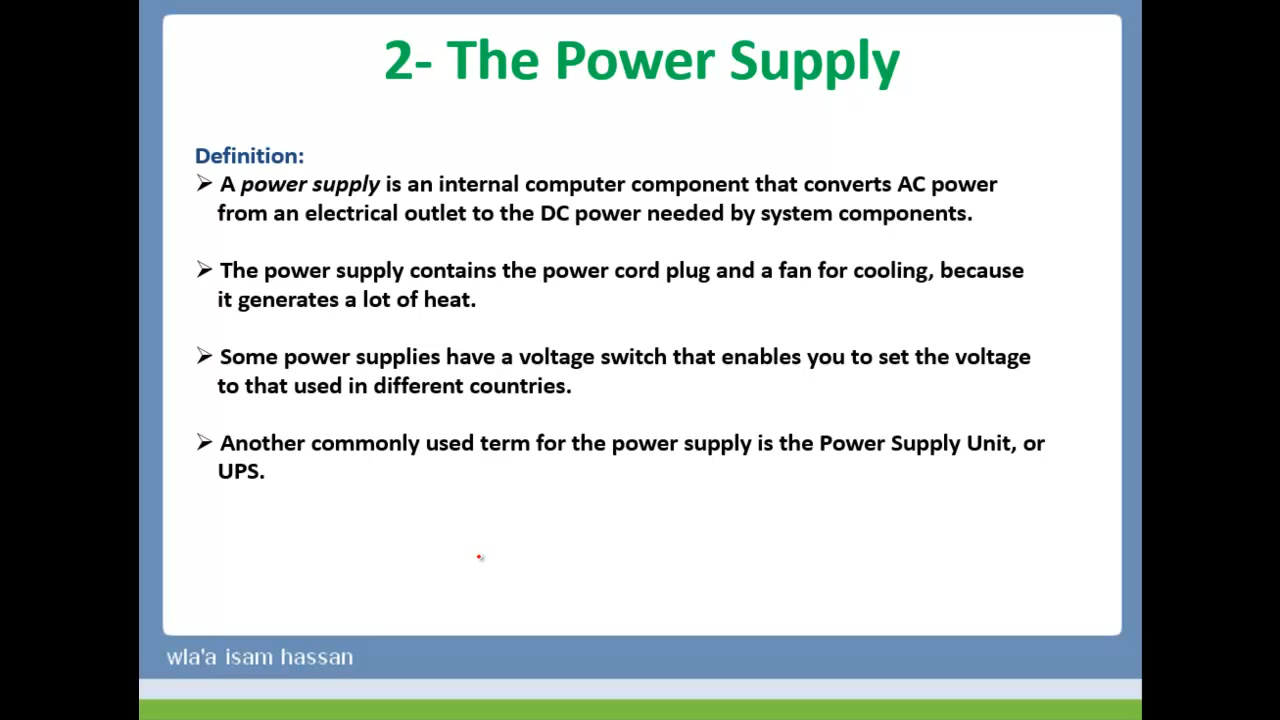 2- The Power Supply
Definition:
➢ A power supply is an internal computer component that converts AC power
from an electrical outlet to the DC power needed by system components.
➢ The power supply contains the power cord plug and a fan for cooling, because
it generates a lot of heat.
➢ Some power supplies have a voltage switch that enables you to set the voltage
to that used in different countries.
➢ Another commonly used term for the power supply is the Power Supply Unit, or
UPS.
wla'a isam hassan